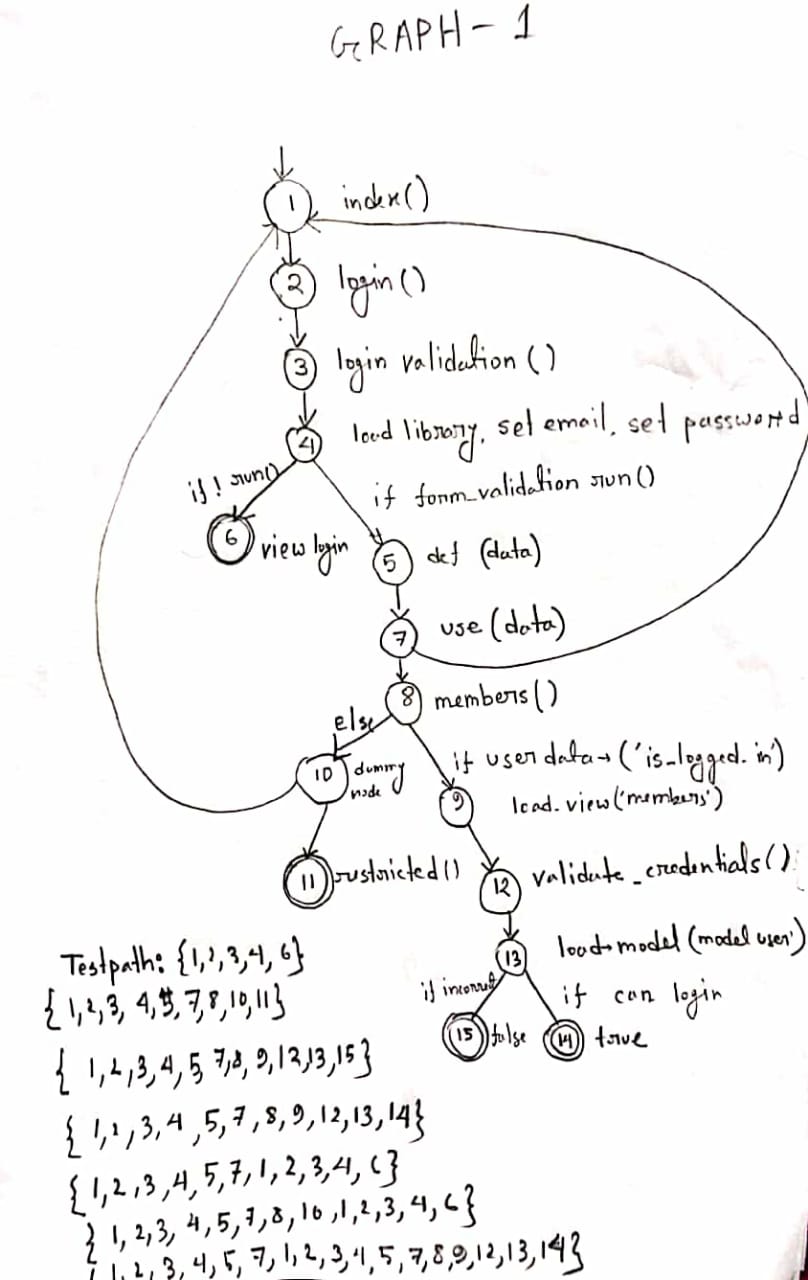 GRAPH-1
1 index()
2 login()
3 login validation ()
4 load library, set email, set password
if ! run()
if form_validation run()
6 view login
5 def (data)
7 use (data)
8 members()
else
if userdata→('is_logged.in')
10 dummy
node
9 load.view('members')
11 restricted()
12 validate_credentials()
13 load→model (model user')
if incorrect
if can login
15 false
14 true
Testpath: {1,2,3,4,6}
{1,2,3, 4,5,7,8,10,11}
{ 1,2,3,4,5 7,8,9,12,13,15}
{ 1,2,3,4,5,7,8,9,12,13,14}
{1,2,3,4,5,7,1,2,3,4,6}
{ 1,2,3, 4,5,7,8,10,1,2,3,4,6}
{ 1,2,3,4,5,7,1,2,3,4,5,7,8,9,12,13,14}